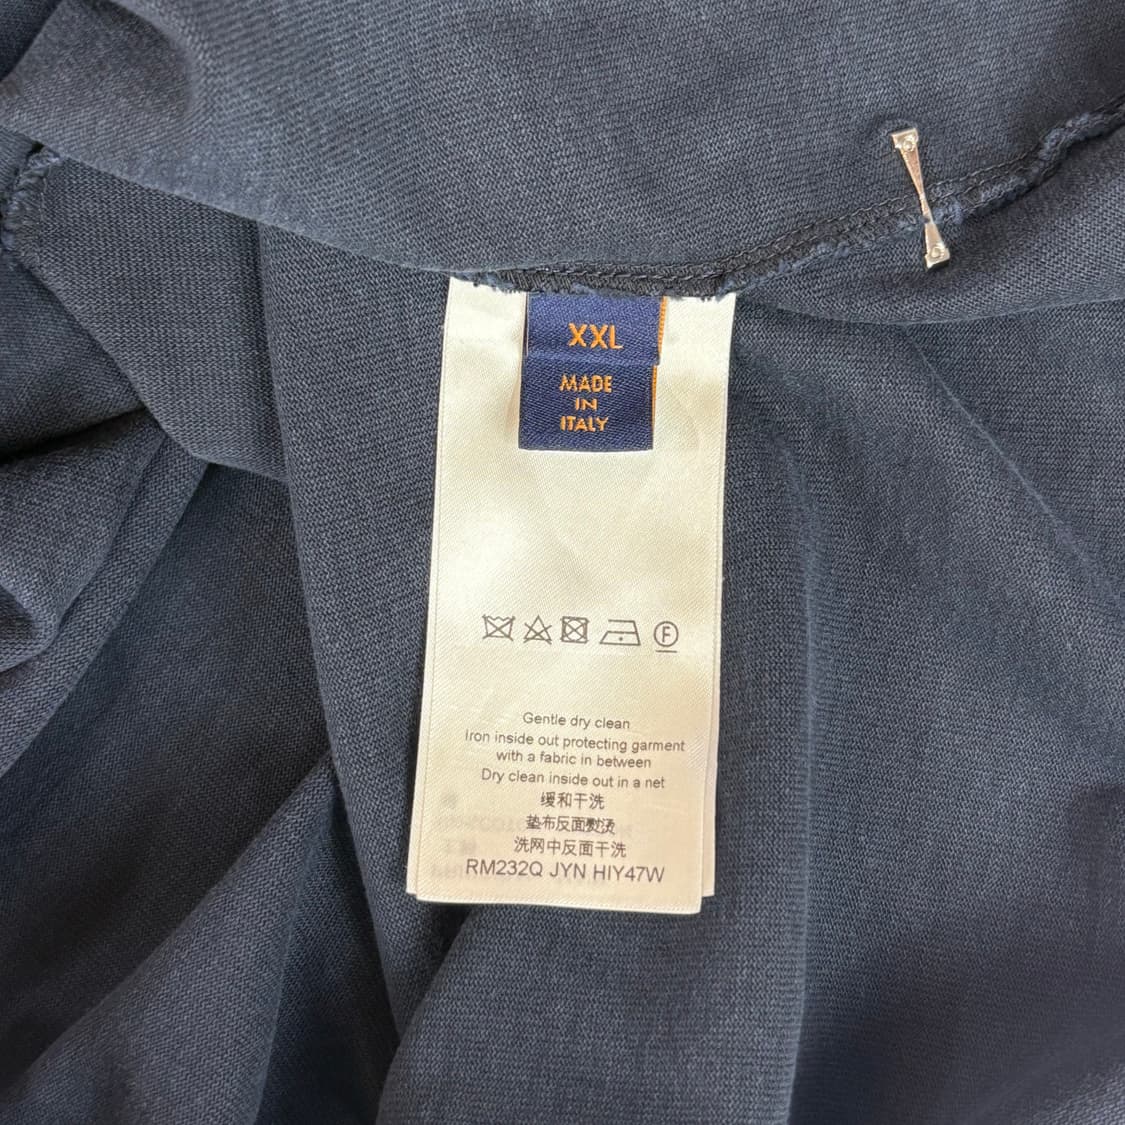 XXL
MADE
IN
ITALY
F
Gentle dry clean
Iron inside out protecting garment
with a fabric in between
Dry clean inside out in a net
缓和干洗
垫布反面熨烫
洗网中反面干洗
RM232Q JYN HIY47W